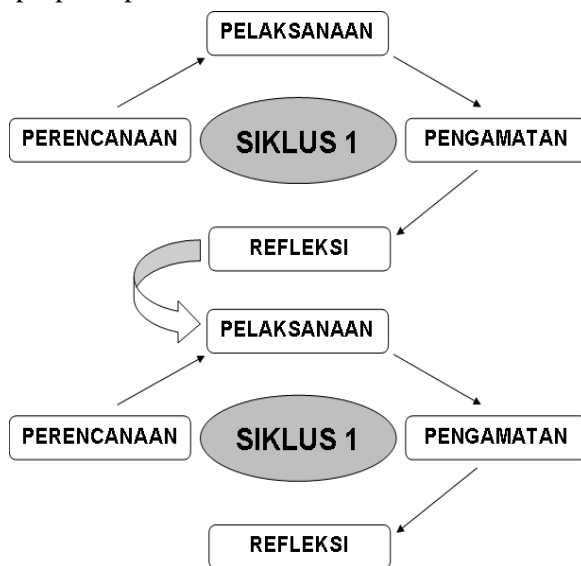 PELAKSANAAN
PERENCANAAN
SIKLUS 1
PENGAMATAN
REFLEKSI
PELAKSANAAN
PERENCANAAN
SIKLUS 1
PENGAMATAN
REFLEKSI